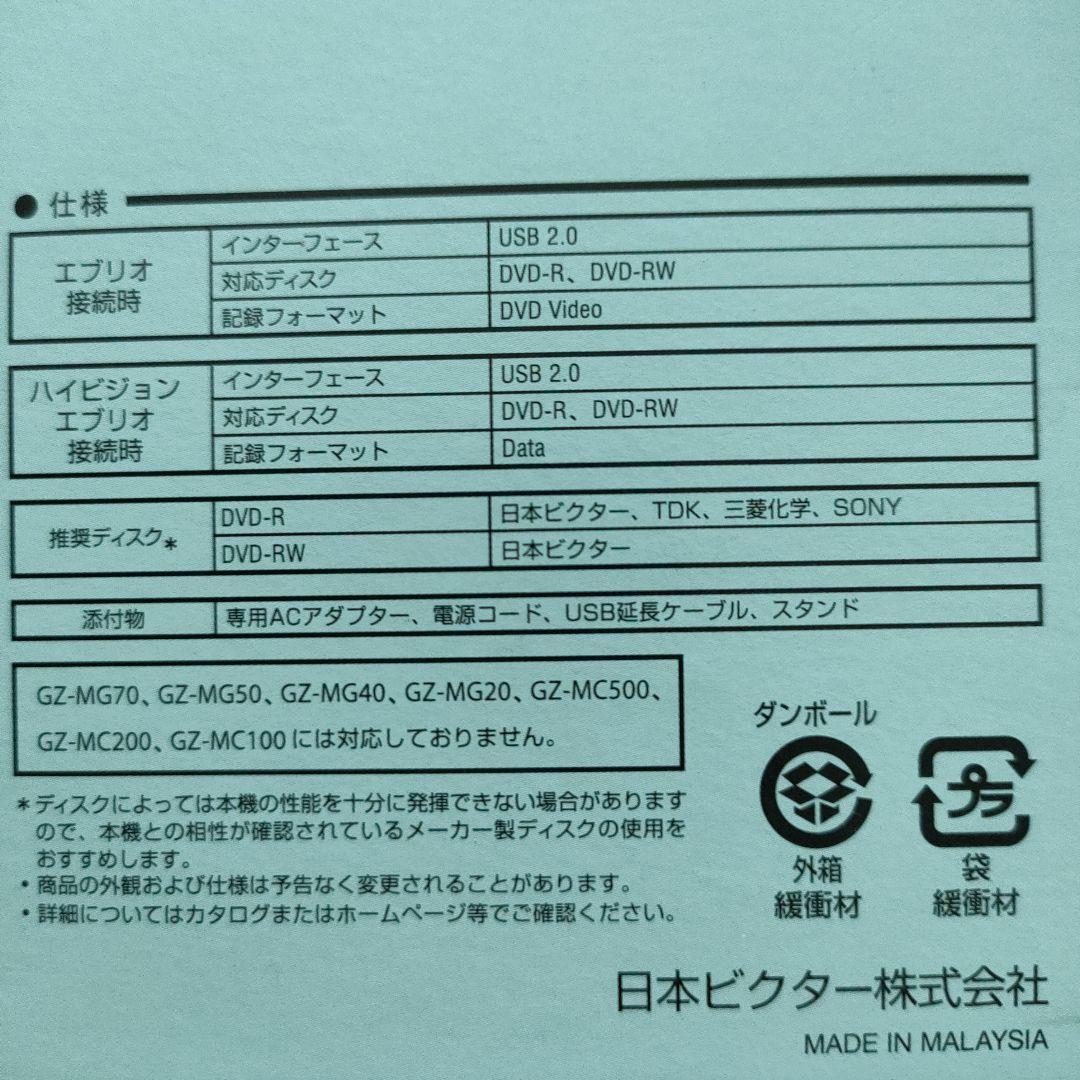 ● 仕様
エブリオ
接続時
インターフェース USB 2.0
対応ディスク DVD-R、DVD-RW
記録フォーマット DVD Video
ハイビジョン
エブリオ
接続時
インターフェース USB 2.0
対応ディスク DVD-R、DVD-RW
記録フォーマット Data
推奨ディスク*
DVD-R 日本ビクター、TDK、三菱化学、SONY
DVD-RW 日本ビクター
添付物 専用ACアダプター、電源コード、USB延長ケーブル、スタンド
GZ-MG70、GZ-MG50、GZ-MG40、GZ-MG20、GZ-MC500、
GZ-MC200、GZ-MC100には対応しておりません。
*ディスクによっては本機の性能を十分に発揮できない場合があります
ので、本機との相性が確認されているメーカー製ディスクの使用を
おすすめします。
・商品の外観および仕様は予告なく変更されることがあります。
・詳細についてはカタログまたはホームページ等でご確認ください。
ダンボール
外箱
緩衝材
プラ
袋
緩衝材
日本ビクター株式会社
MADE IN MALAYSIA